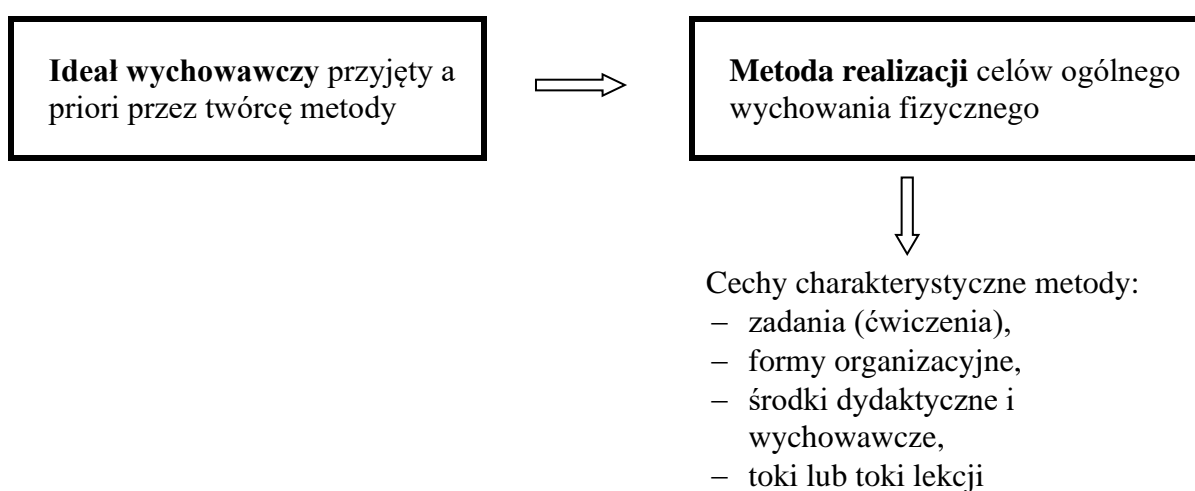 Ideał wychowawczy przyjęty a
priori przez twórcę metody
Metoda realizacji celów ogólnego
wychowania fizycznego
Cechy charakterystyczne metody:
– zadania (ćwiczenia),
– formy organizacyjne,
– środki dydaktyczne i
wychowawcze,
– toki lub toki lekcji